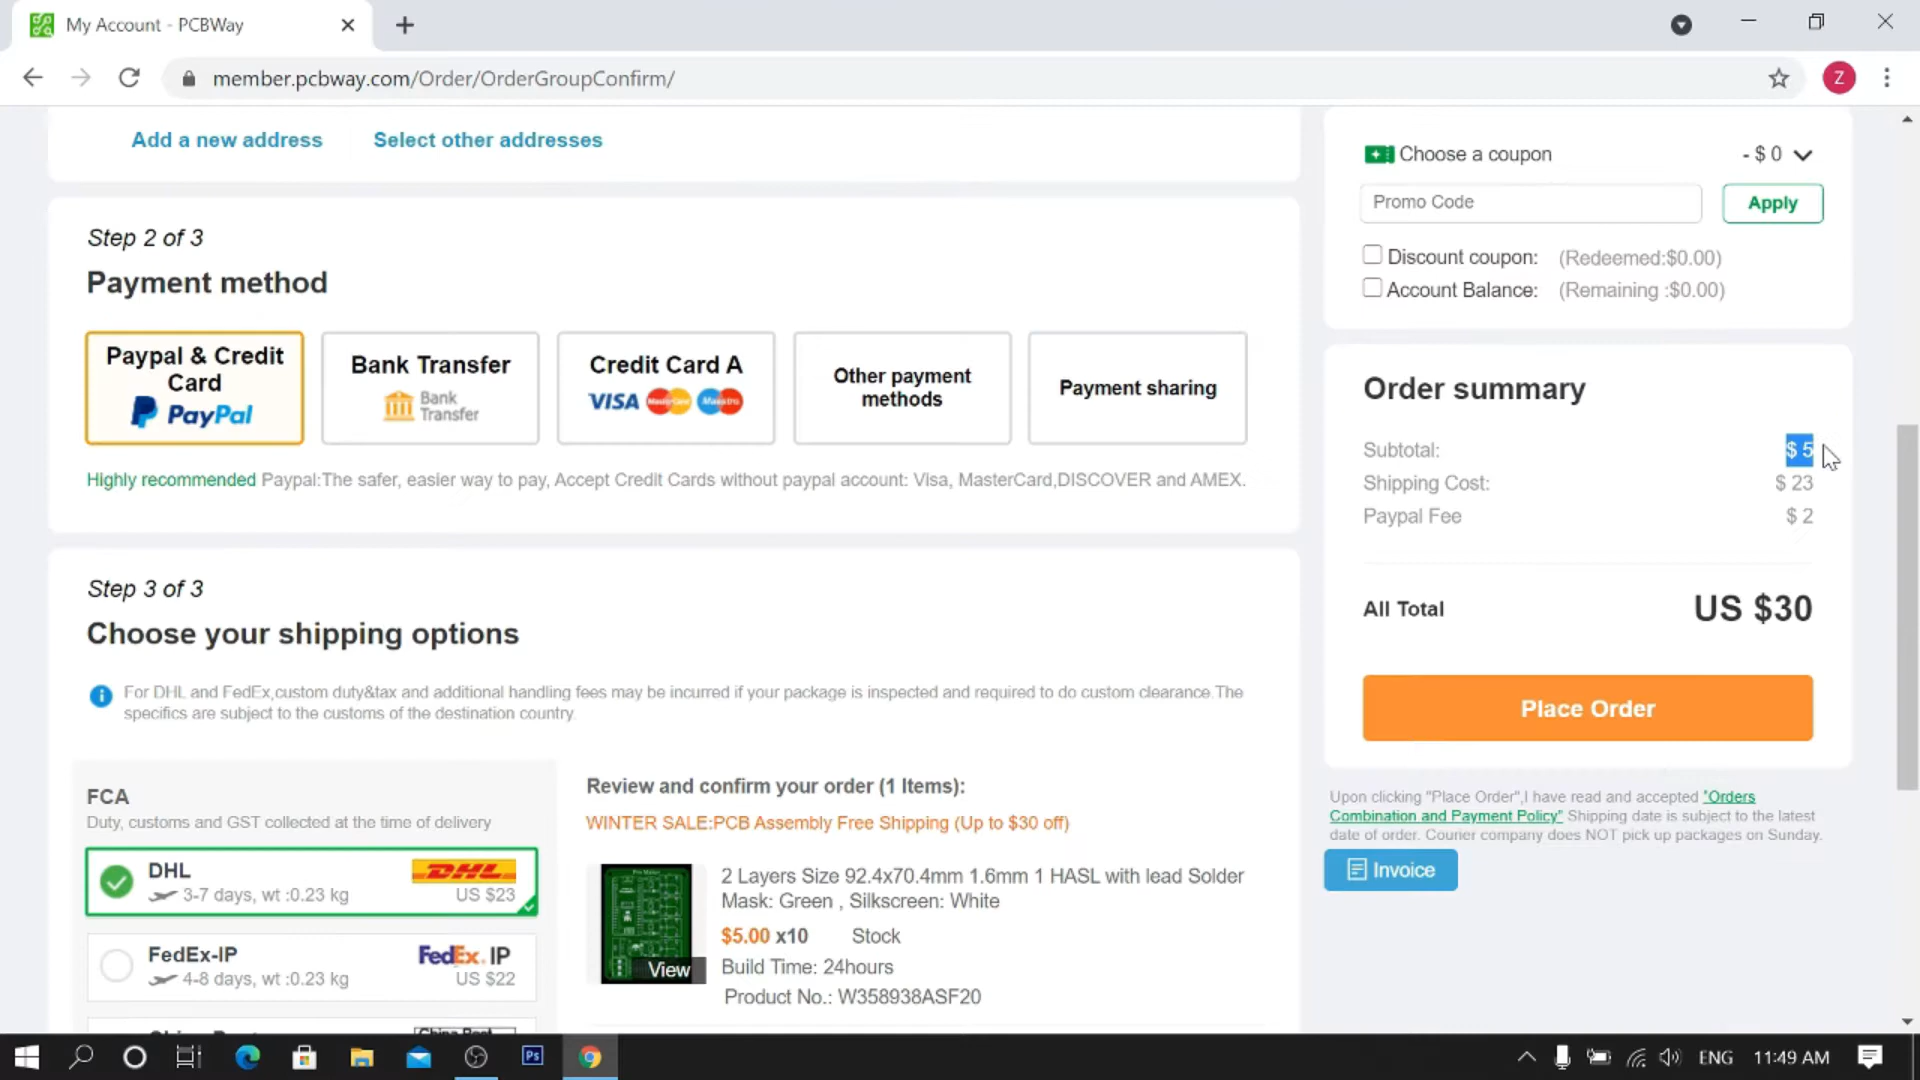 My Account - PCBWay
member.pcbway.com/Order/OrderGroupConfirm/
Z
Add a new address
Select other addresses
Step 2 of 3
Payment method
Paypal & Credit
Card
PayPal
Bank Transfer
Bank
Transfer
Credit Card A
VISA MasterCard Maestro
Other payment
methods
Payment sharing
Highly recommended Paypal:The safer, easier way to pay, Accept Credit Cards without paypal account: Visa, MasterCard,DISCOVER and AMEX.
Step 3 of 3
Choose your shipping options
For DHL and FedEx,custom duty&tax and additional handling fees may be incurred if your package is inspected and required to do custom clearance.The
specifics are subject to the customs of the destination country.
FCA
Duty, customs and GST collected at the time of delivery
DHL
DHL
3-7 days, wt :0.23 kg
US $23
FedEx-IP
FedEx. IP
4-8 days, wt :0.23 kg
US $22
Review and confirm your order (1 Items):
WINTER SALE:PCB Assembly Free Shipping (Up to $30 off)
View
2 Layers Size 92.4x70.4mm 1.6mm 1 HASL with lead Solder
Mask: Green , Silkscreen: White
$5.00 x10 Stock
Build Time: 24hours
Product No.: W358938ASF20
Choose a coupon
- $ 0
Promo Code
Apply
Discount coupon: (Redeemed:$0.00)
Account Balance: (Remaining :$0.00)
Order summary
Subtotal: $ 5
Shipping Cost: $ 23
Paypal Fee $ 2
All Total US $30
Place Order
Upon clicking "Place Order",I have read and accepted "Orders
Combination and Payment Policy" Shipping date is subject to the latest
date of order. Courier company does NOT pick up packages on Sunday.
Invoice
Ps
ENG
11:49 AM